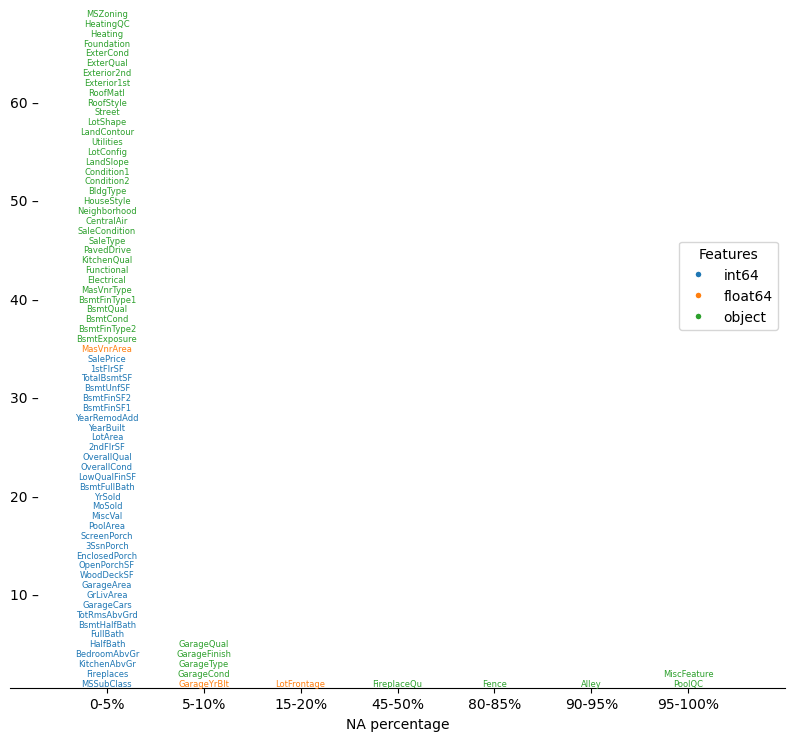 MSZoning
HeatingQC
Heating
Foundation
ExterCond
ExterQual
Exterior2nd
Exterior1st
RoofMatl
RoofStyle
Street
LotShape
LandContour
Utilities
LotConfig
LandSlope
Condition1
Condition2
BldgType
HouseStyle
Neighborhood
CentralAir
SaleCondition
SaleType
PavedDrive
KitchenQual
Functional
Electrical
MasVnrType
BsmtFinType1
BsmtQual
BsmtCond
BsmtFinType2
BsmtExposure
MasVnrArea
SalePrice
1stFlrSF
TotalBsmtSF
BsmtUnfSF
BsmtFinSF2
BsmtFinSF1
YearRemodAdd
YearBuilt
LotArea
2ndFlrSF
OverallQual
OverallCond
LowQualFinSF
BsmtFullBath
YrSold
MoSold
MiscVal
PoolArea
ScreenPorch
3SsnPorch
EnclosedPorch
OpenPorchSF
WoodDeckSF
GarageArea
GrLivArea
GarageCars
TotRmsAbvGrd
BsmtHalfBath
FullBath
HalfBath
BedroomAbvGr
KitchenAbvGr
Fireplaces
MSSubClass
GarageQual
GarageFinish
GarageType
GarageCond
GarageYrBlt
LotFrontage
FireplaceQu
Fence
Alley
MiscFeature
PoolQC
60
50
40
30
20
10
Features
int64
float64
object
0-5% 5-10% 15-20% 45-50% 80-85% 90-95% 95-100%
NA percentage